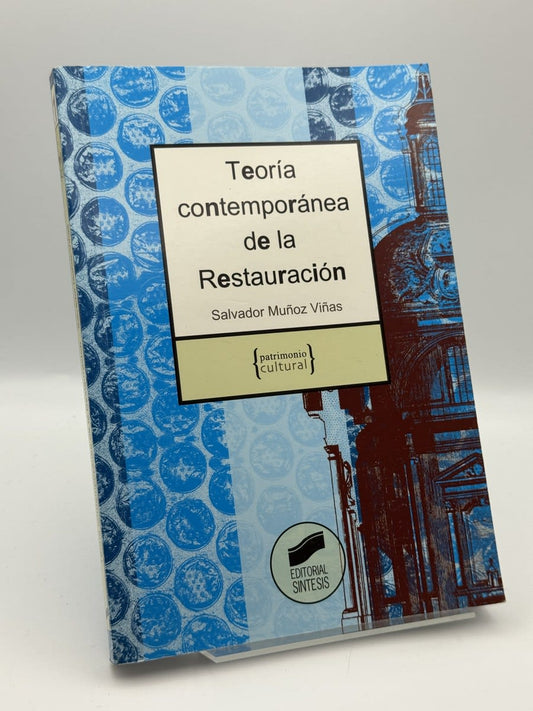 Teoría
contemporánea
de la
Restauración
Salvador Muñoz Viñas
{patrimonio
cultural}
EDITORIAL
SINTESIS